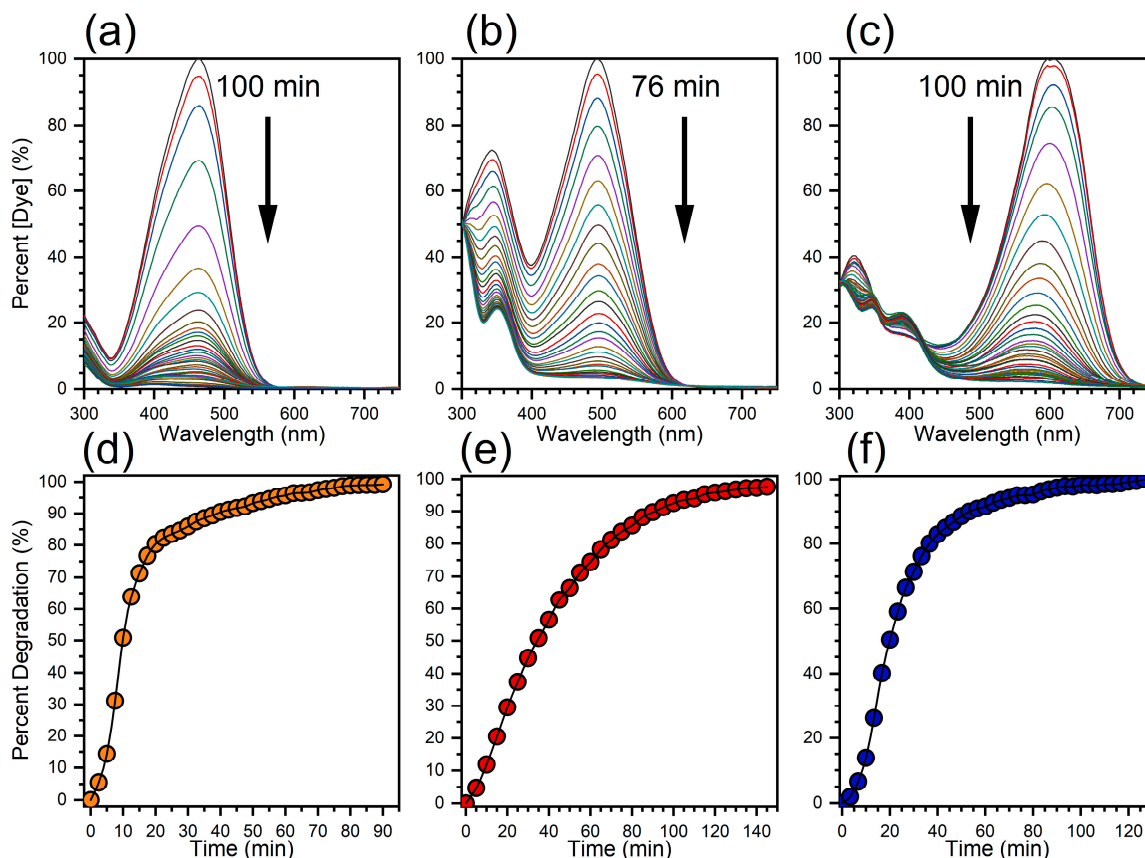 (a) (b) (c)
Percent [Dye] (%)
100 80 60 40 20 0
100 min
300 400 500 600 700
Wavelength (nm)
100 80 60 40 20 0
76 min
300 400 500 600 700
Wavelength (nm)
100 80 60 40 20 0
100 min
300 400 500 600 700
Wavelength (nm)
(d) (e) (f)
Percent Degradation (%)
100 90 80 70 60 50 40 30 20 10 0
0 10 20 30 40 50 60 70 80 90
Time (min)
100 90 80 70 60 50 40 30 20 10 0
0 20 40 60 80 100 120 140
Time (min)
100 90 80 70 60 50 40 30 20 10 0
0 20 40 60 80 100 120
Time (min)